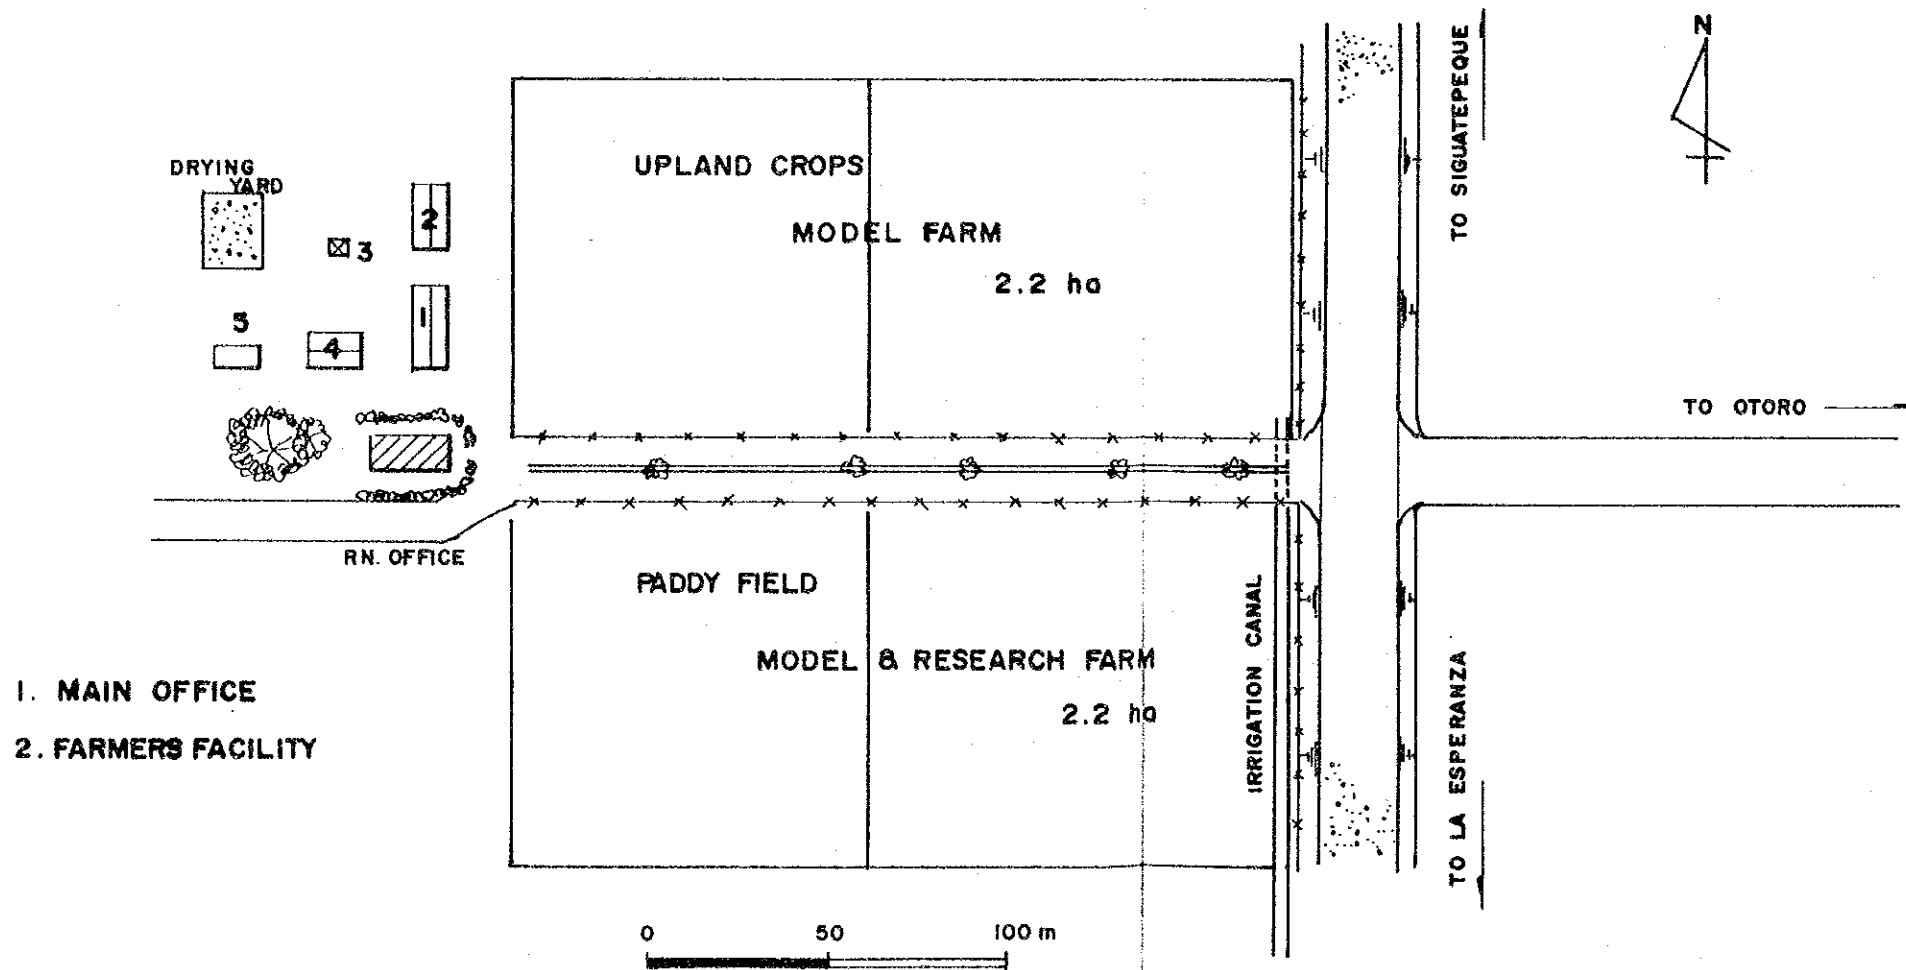 N
TO SIGUATEPEQUE
DRYING
YARD
UPLAND CROPS
2
MODEL FARM
3
2.2 ha
1
5
4
TO OTORO
RN. OFFICE
PADDY FIELD
IRRIGATION CANAL
MODEL & RESEARCH FARM
TO LA ESPERANZA
1. MAIN OFFICE
2.2 ha
2. FARMERS FACILITY
0 50 100 m